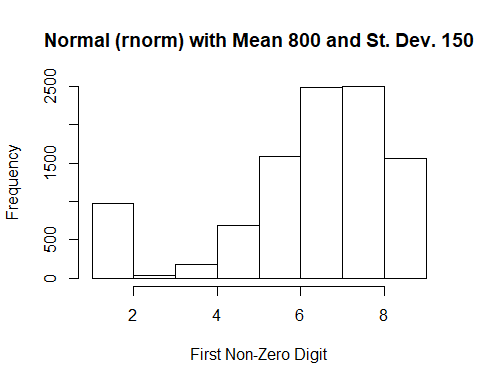 Normal (rnorm) with Mean 800 and St. Dev. 150
Frequency
2500
1500
500
0
2 4 6 8
First Non-Zero Digit